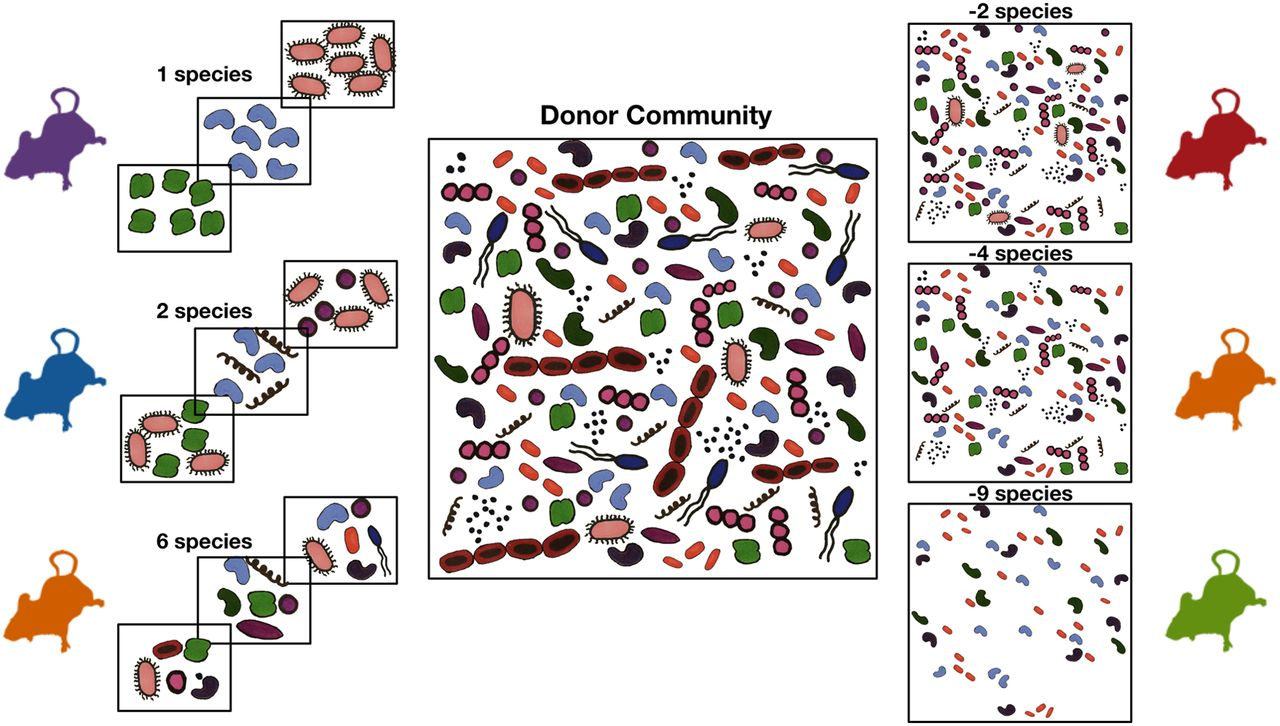 1 species
2 species
6 species
Donor Community
-2 species
-4 species
-9 species